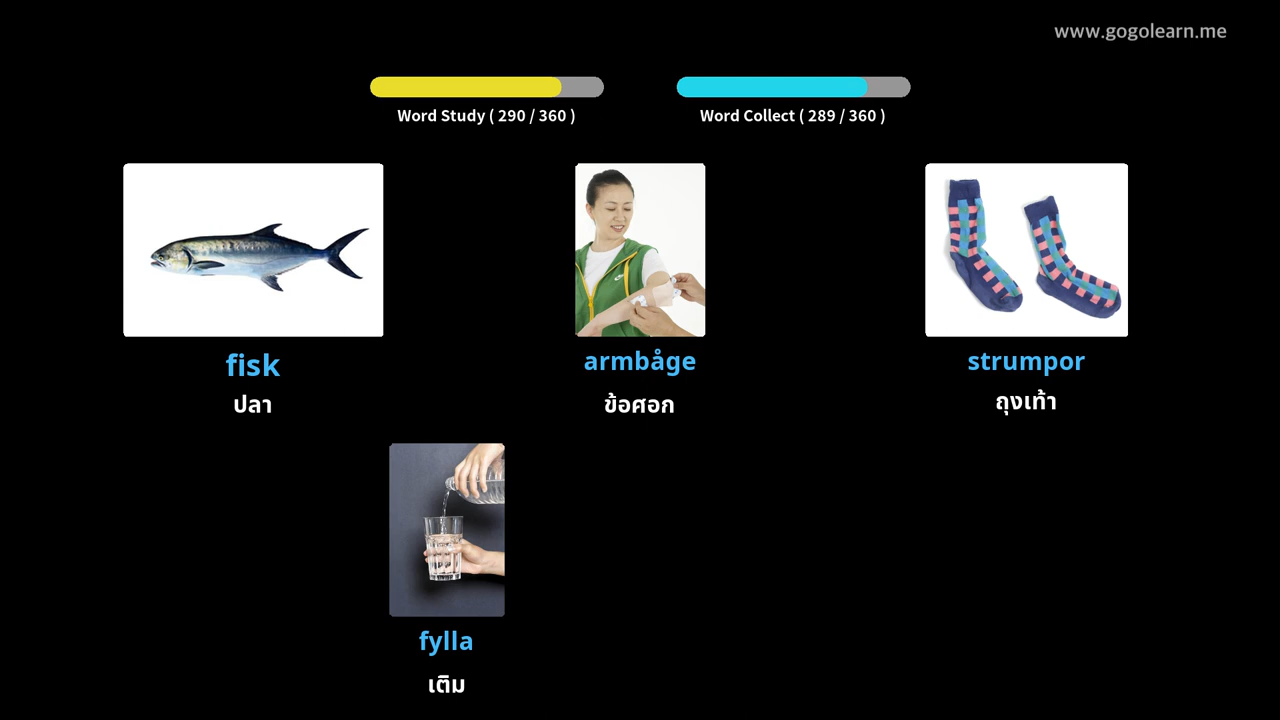 www.gogolearn.me
Word Study ( 290 / 360 )
Word Collect ( 289 / 360 )
fisk
ปลา
armbåge
ข้อศอก
strumpor
ถุงเท้า
fylla
เติม